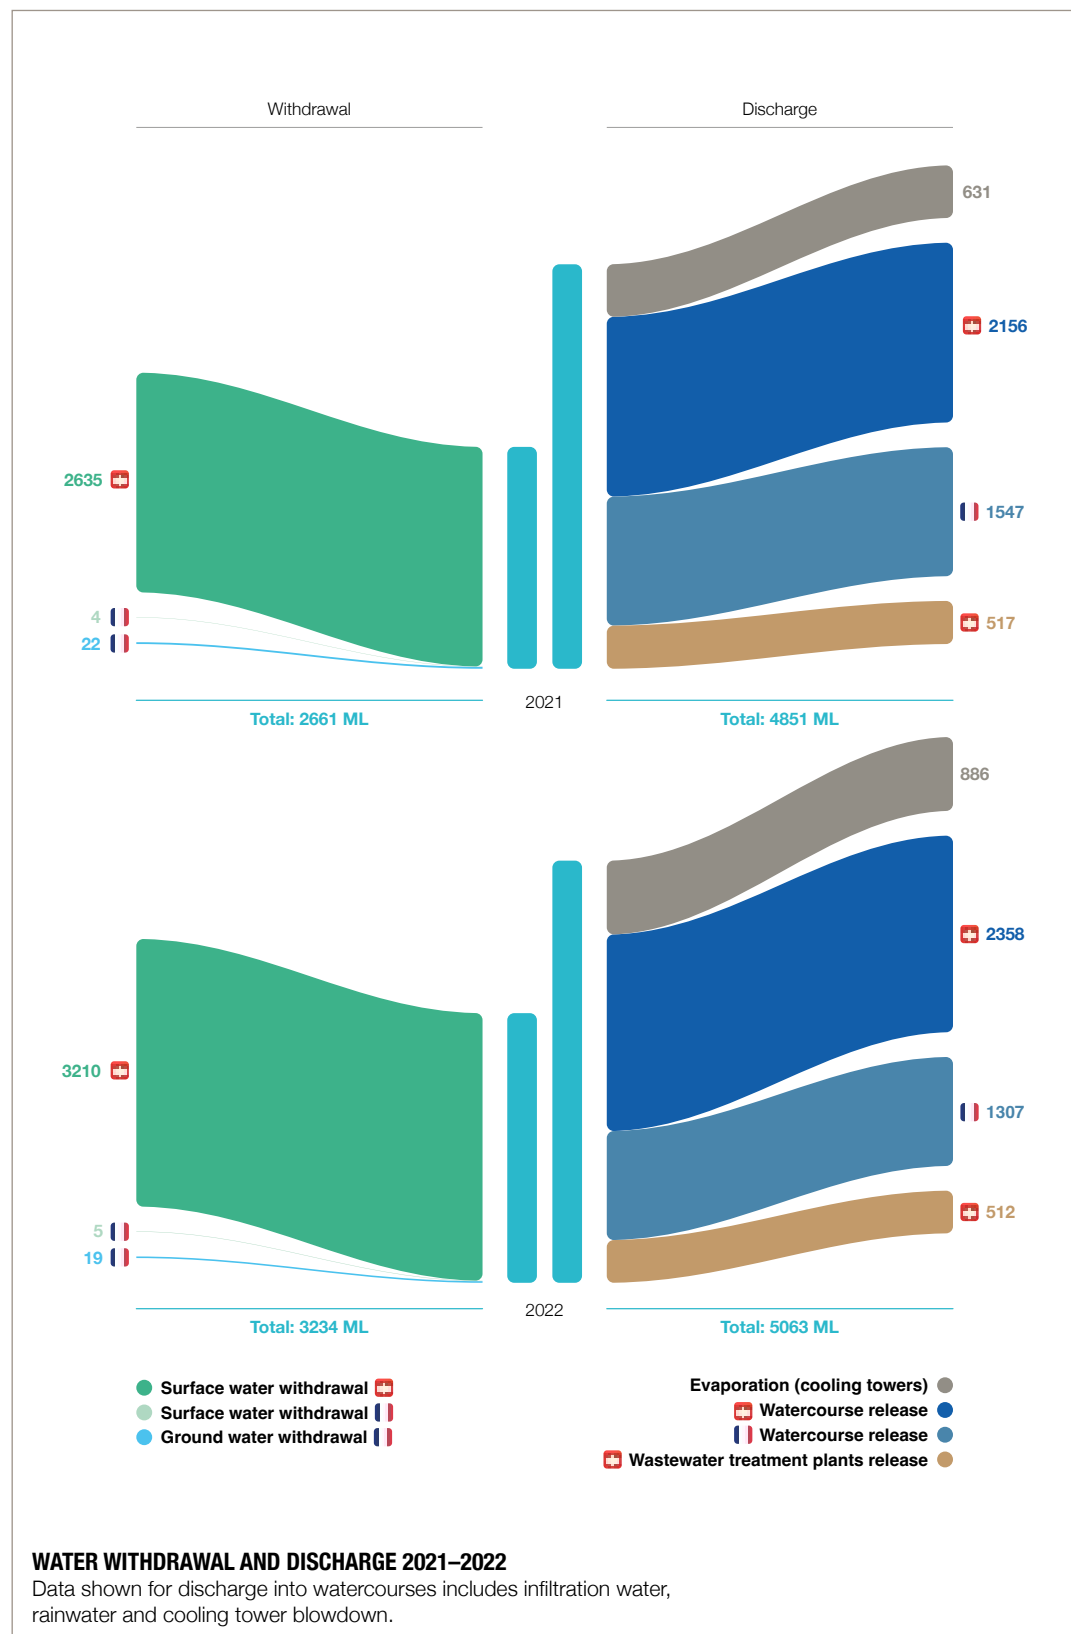 Withdrawal
Discharge
631
2156
2635
1547
4
22
517
2021
Total: 2661 ML
Total: 4851 ML
886
2358
3210
1307
5
19
512
2022
Total: 3234 ML
Total: 5063 ML
Surface water withdrawal
Surface water withdrawal
Ground water withdrawal
Evaporation (cooling towers)
Watercourse release
Watercourse release
Wastewater treatment plants release
WATER WITHDRAWAL AND DISCHARGE 2021–2022
Data shown for discharge into watercourses includes infiltration water,
rainwater and cooling tower blowdown.